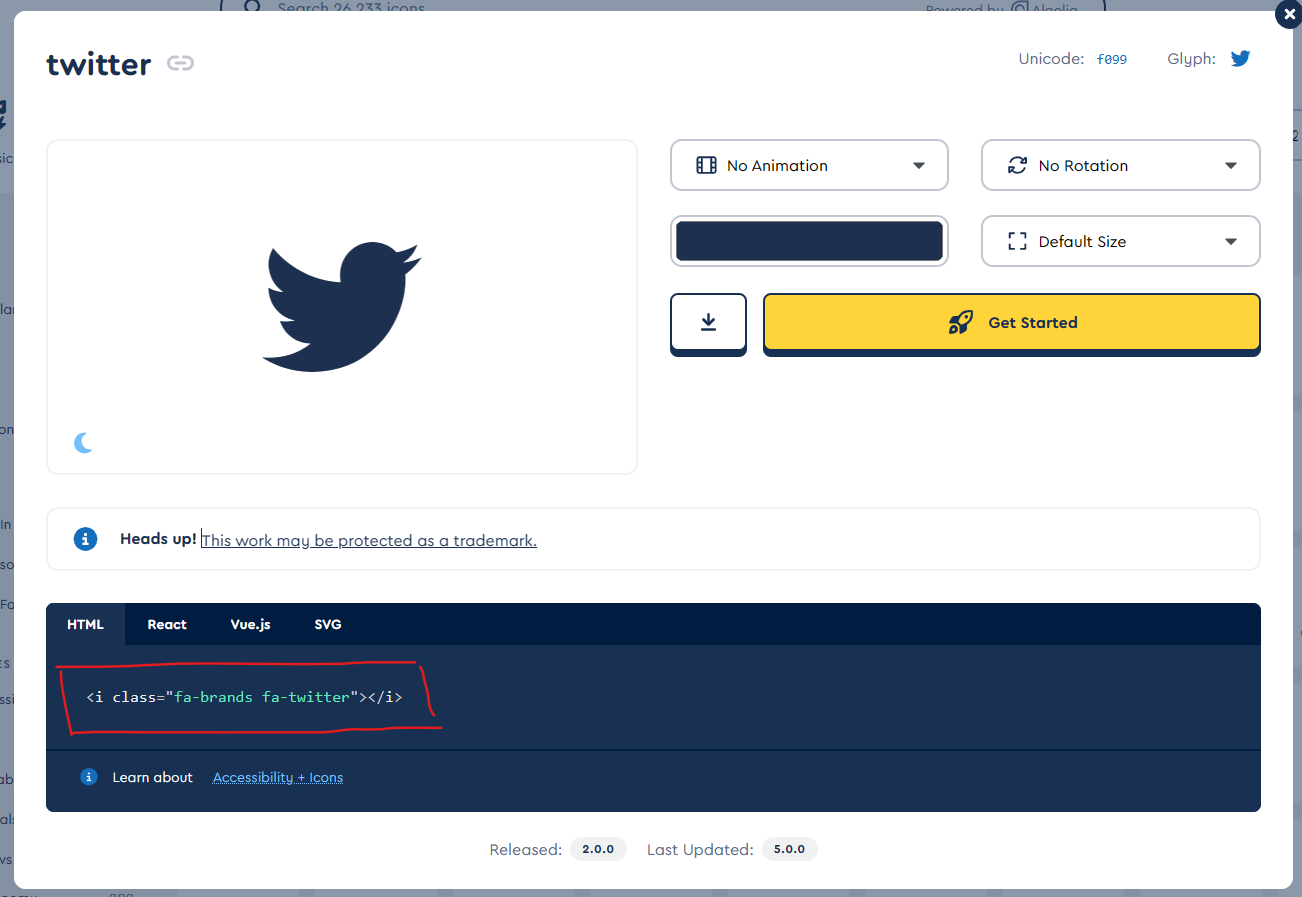 Search 26,233 icons
Powered by Algolia
twitter
Unicode: f099
Glyph:
No Animation
No Rotation
Default Size
Get Started
Heads up! This work may be protected as a trademark.
HTML
React
Vue.js
SVG
<i class="fa-brands fa-twitter"></i>
Learn about Accessibility + Icons
Released: 2.0.0
Last Updated: 5.0.0